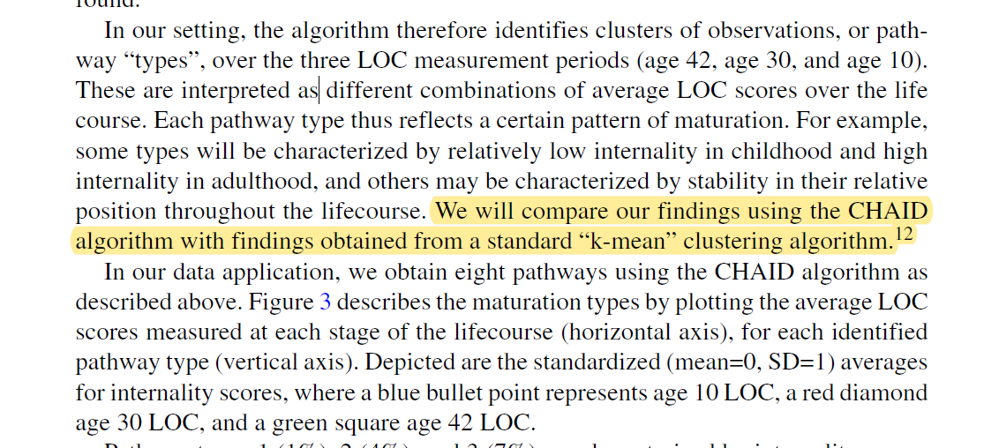 found.
In our setting, the algorithm therefore identifies clusters of observations, or path-
way “types”, over the three LOC measurement periods (age 42, age 30, and age 10).
These are interpreted as different combinations of average LOC scores over the life
course. Each pathway type thus reflects a certain pattern of maturation. For example,
some types will be characterized by relatively low internality in childhood and high
internality in adulthood, and others may be characterized by stability in their relative
position throughout the lifecourse. We will compare our findings using the CHAID
algorithm with findings obtained from a standard “k-mean” clustering algorithm.12
In our data application, we obtain eight pathways using the CHAID algorithm as
described above. Figure 3 describes the maturation types by plotting the average LOC
scores measured at each stage of the lifecourse (horizontal axis), for each identified
pathway type (vertical axis). Depicted are the standardized (mean=0, SD=1) averages
for internality scores, where a blue bullet point represents age 10 LOC, a red diamond
age 30 LOC, and a green square age 42 LOC.